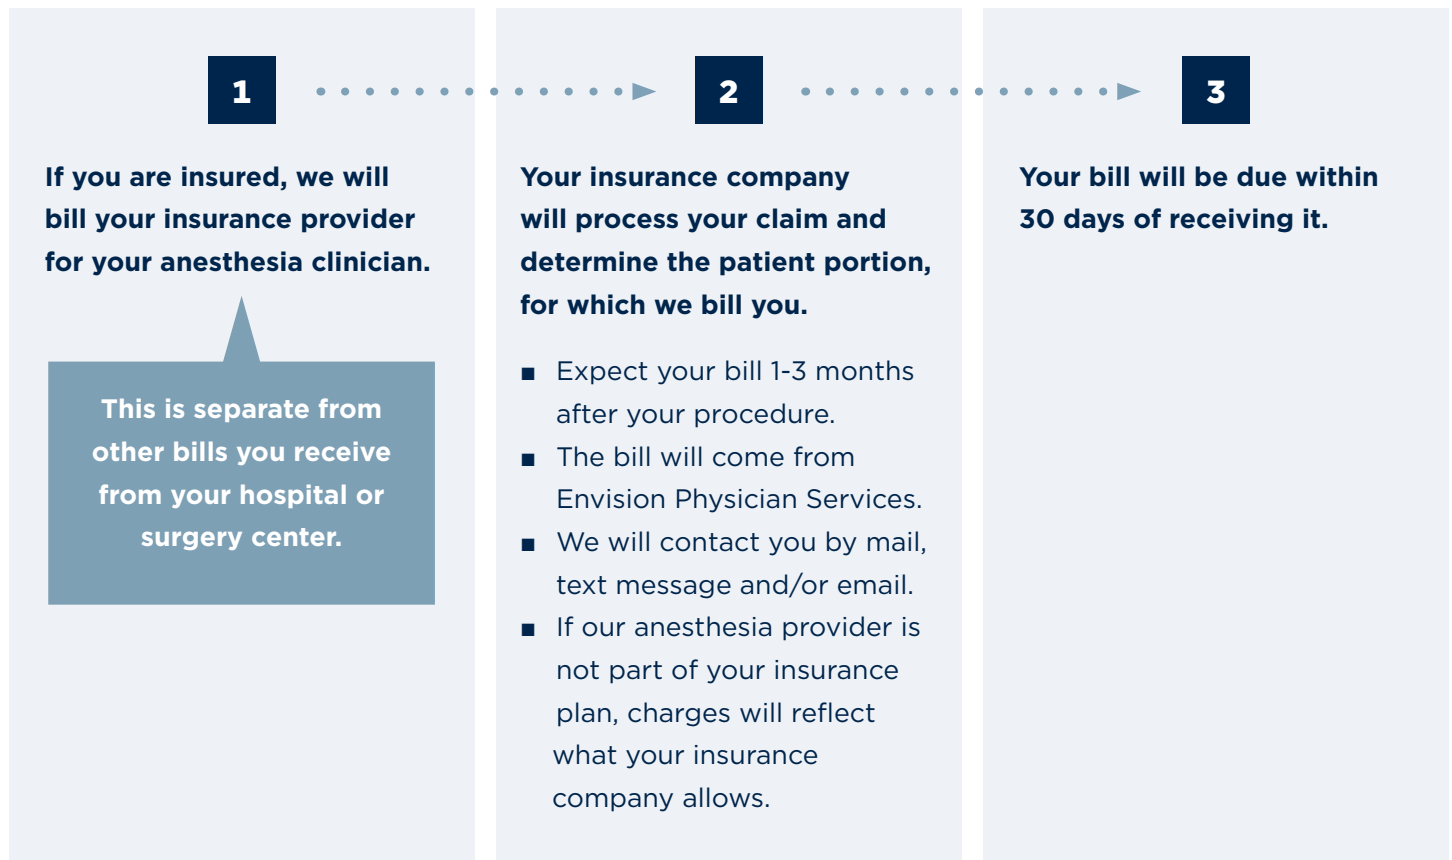 1
If you are insured, we will
bill your insurance provider
for your anesthesia clinician.
This is separate from
other bills you receive
from your hospital or
surgery center.
2
Your insurance company
will process your claim and
determine the patient portion,
for which we bill you.
■ Expect your bill 1-3 months
after your procedure.
■ The bill will come from
Envision Physician Services.
■ We will contact you by mail,
text message and/or email.
■ If our anesthesia provider is
not part of your insurance
plan, charges will reflect
what your insurance
company allows.
3
Your bill will be due within
30 days of receiving it.